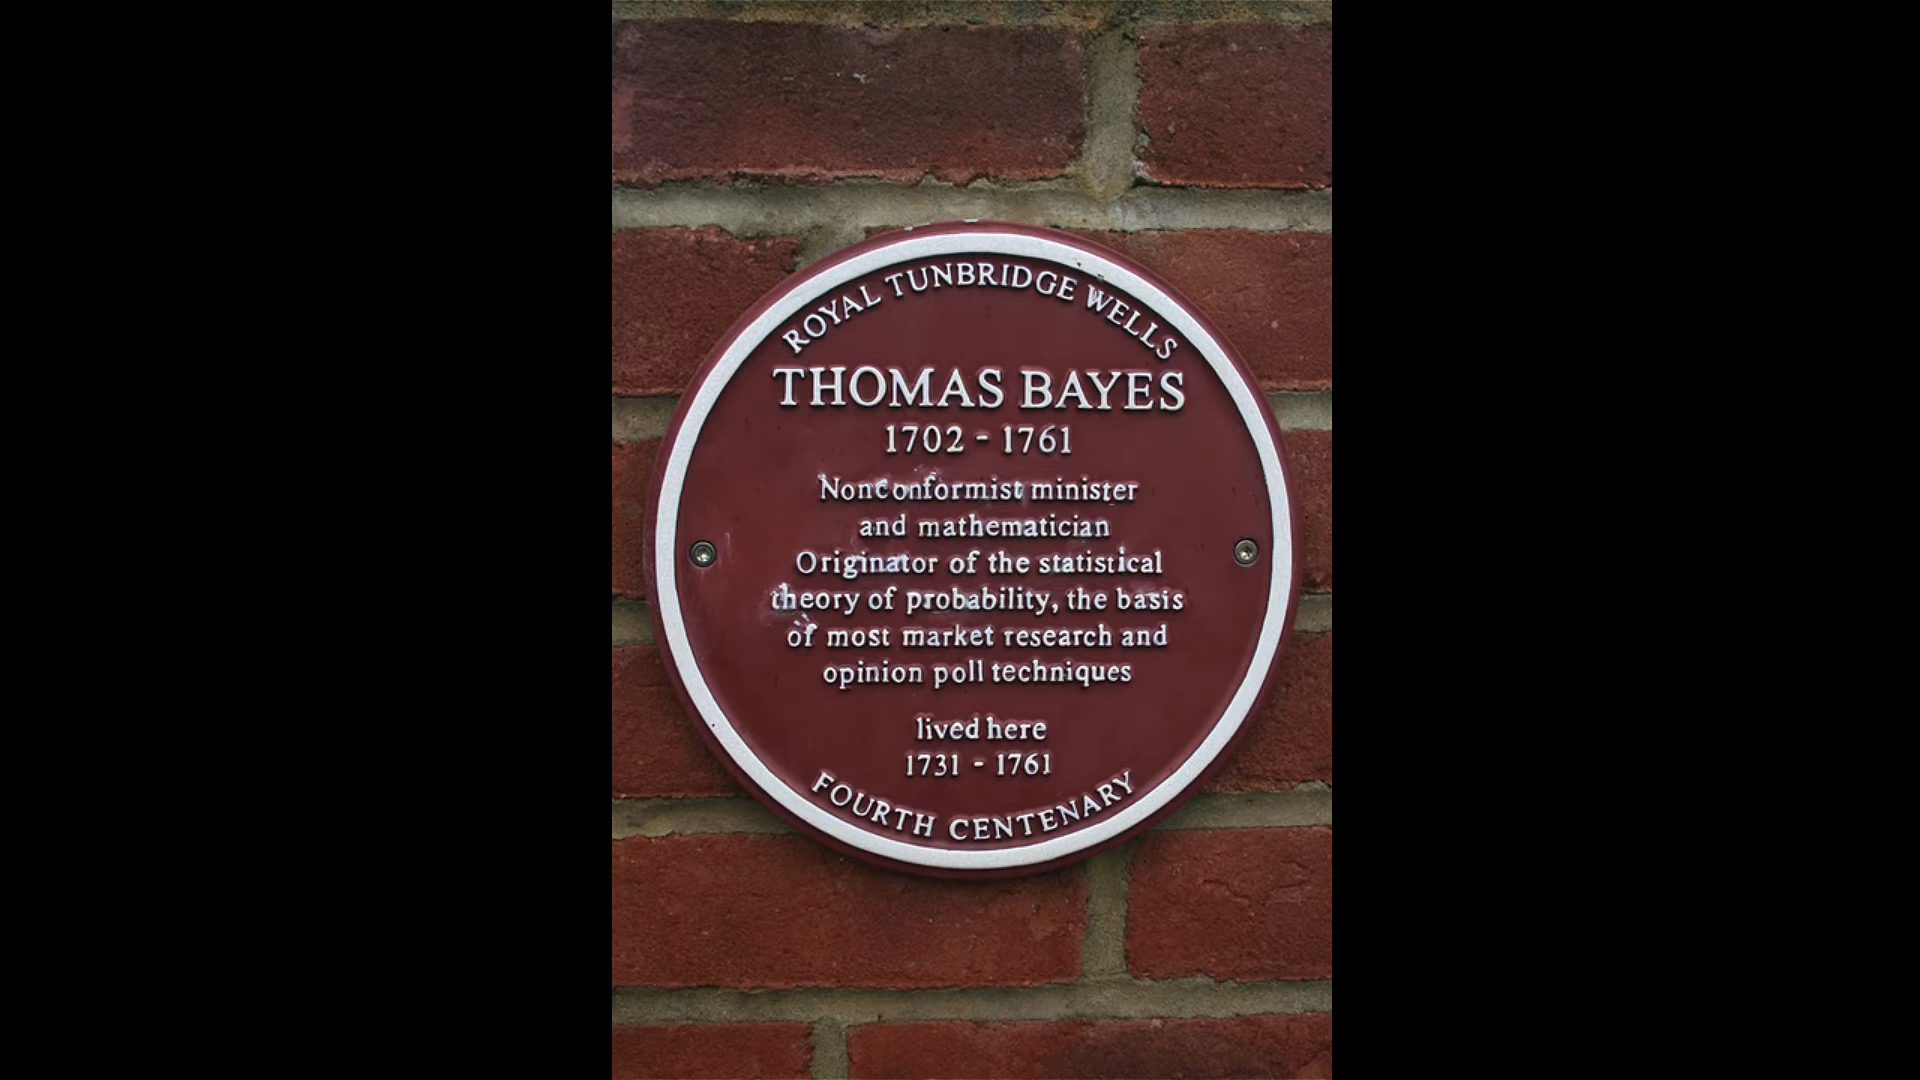 ROYAL TUNBRIDGE WELLS
THOMAS BAYES
1702 - 1761
Nonconformist minister
and mathematician
Originator of the statistical
theory of probability, the basis
of most market research and
opinion poll techniques
lived here
1731 - 1761
FOURTH CENTENARY